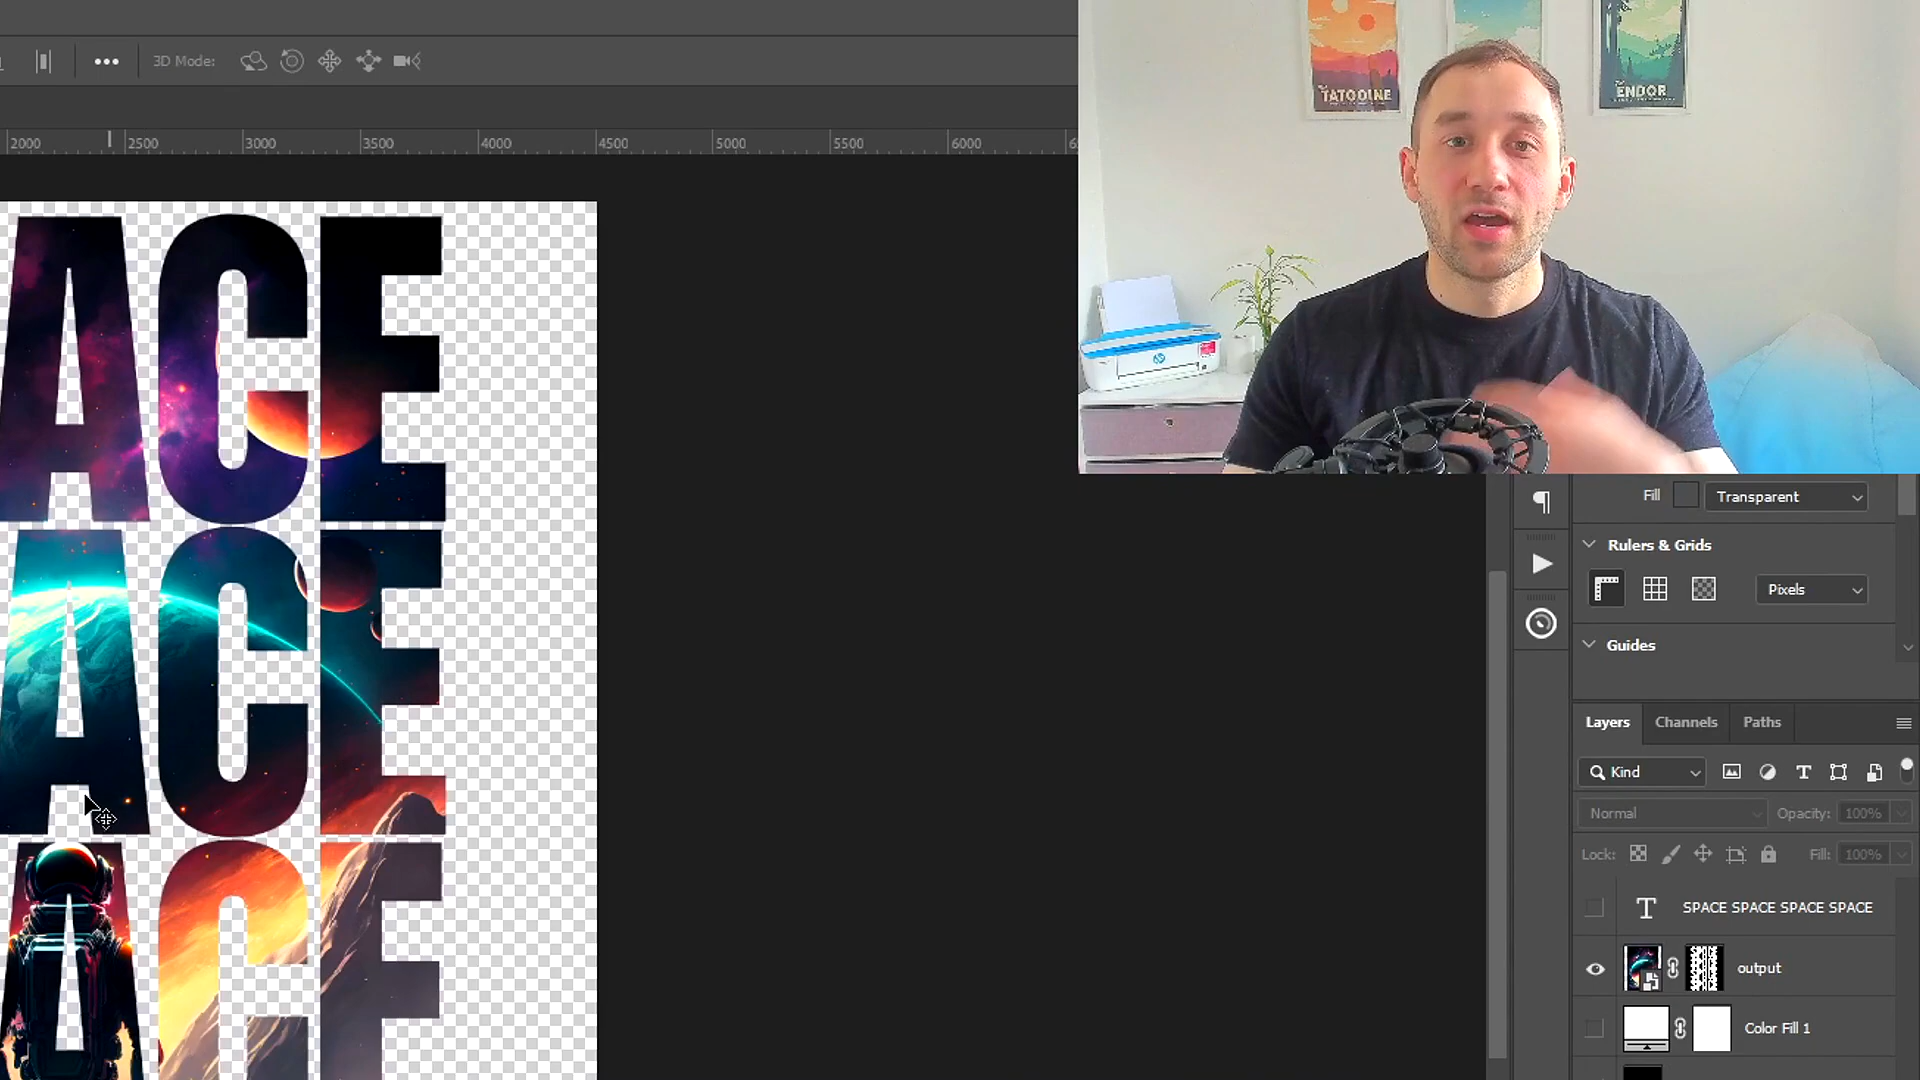 3D Mode:
2000 2500 3000 3500 4000 4500 5000 5500 6000
TATOOINE
ENDOR
hp
ACE
ACE
ACE
Fill Transparent
Rulers & Grids
Pixels
Guides
Layers Channels Paths
Kind
Normal Opacity: 100%
Lock: Fill: 100%
T SPACE SPACE SPACE SPACE
output
Color Fill 1